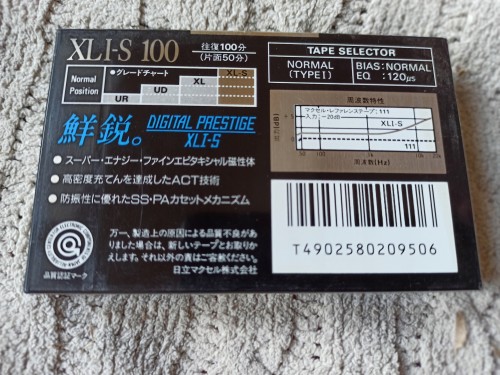 XLI-S 100
往復100分
(片面50分)
Normal
Position
●グレードチャート
XLI-S
XL
UD
UR
TAPE SELECTOR
NORMAL
(TYPE I)
BIAS:NORMAL
EQ :120μs
鮮鋭。
DIGITAL PRESTIGE
XLI-S
●スーパー・エナジー・ファインエピタキシャル磁性体
●高密度充てんを達成したACT技術
●防振性に優れたSS・PAカセットメカニズム
周波数特性
マクセル・レファレンステープ:111
入力:-20dB
XLI-S
111
周波数(Hz)
万一、製造上の原因による品質不良があ
りました場合は、新しいテープとお取りか
えします。それ以外の責はご容赦ください。
日立マクセル株式会社
品質認証マーク
T4902580209506